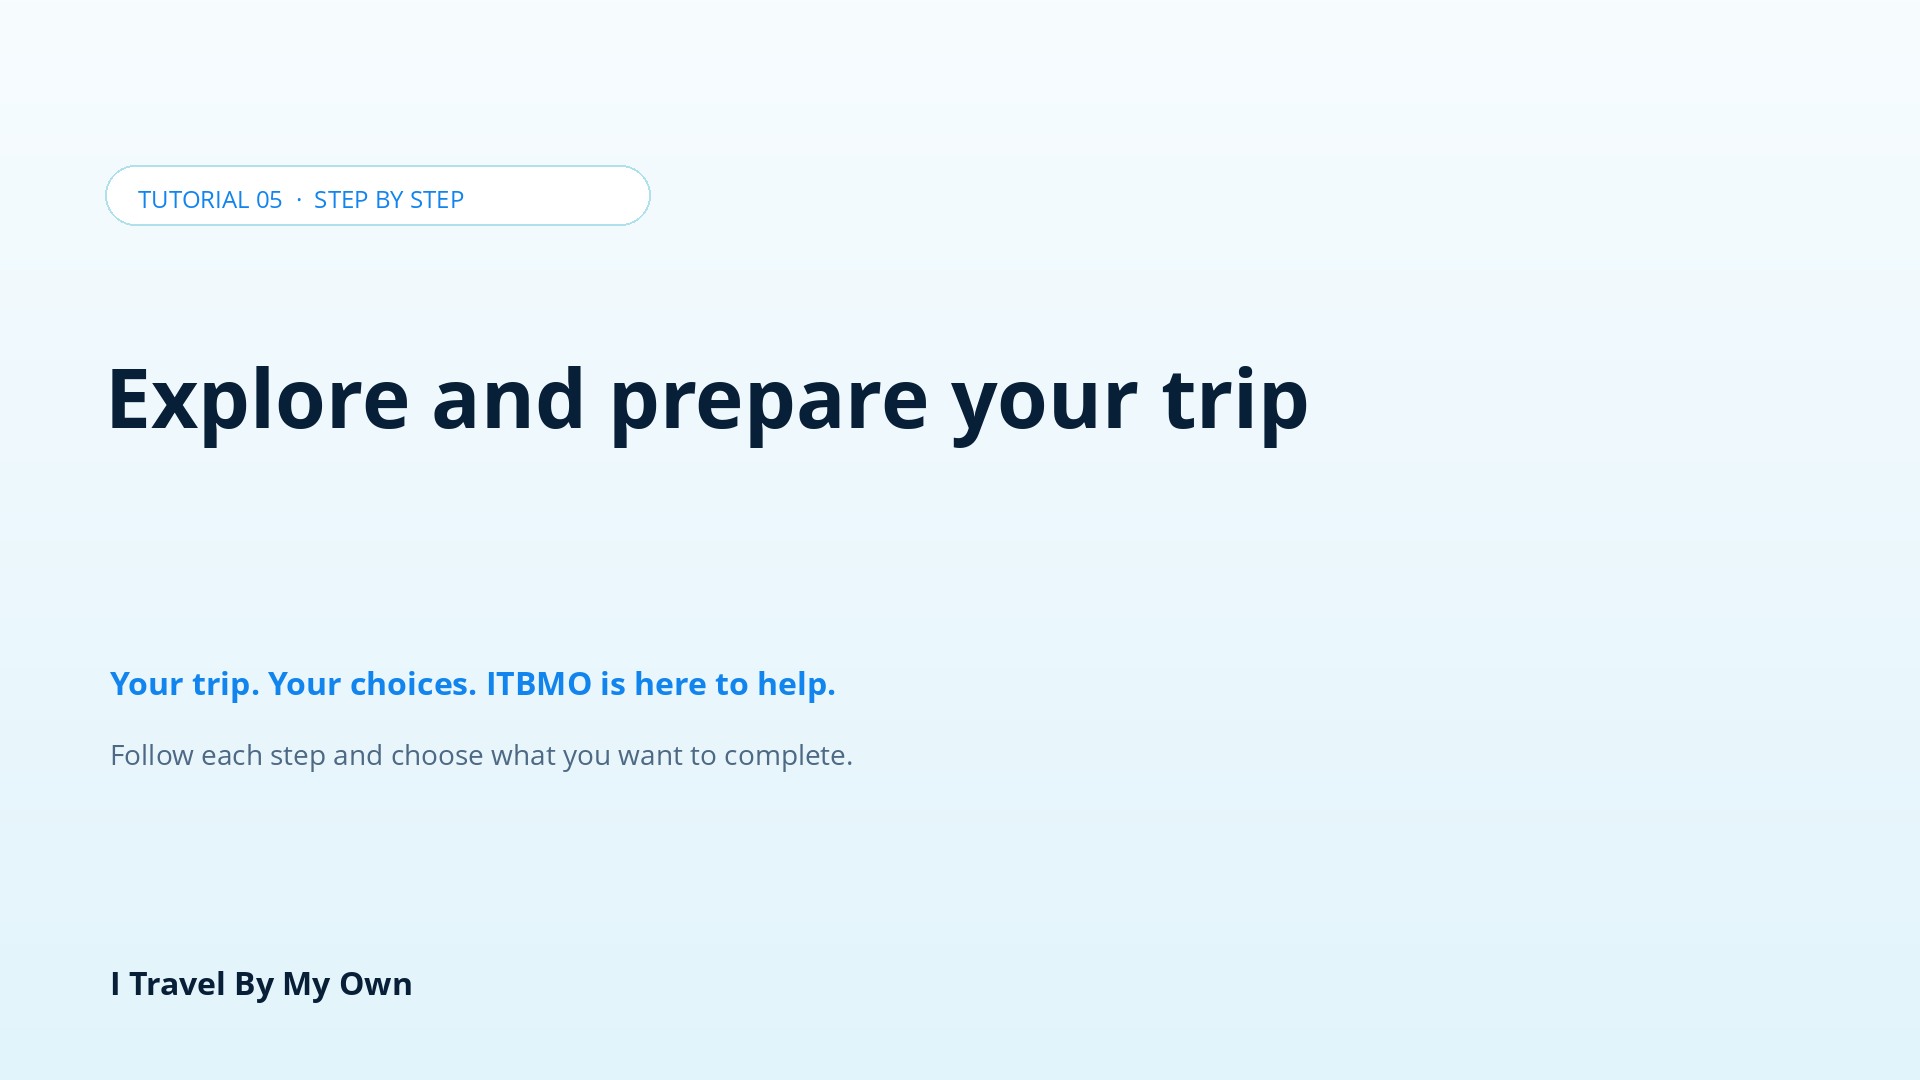 TUTORIAL 05 · STEP BY STEP
Explore and prepare your trip
Your trip. Your choices. ITBMO is here to help.
Follow each step and choose what you want to complete.
I Travel By My Own